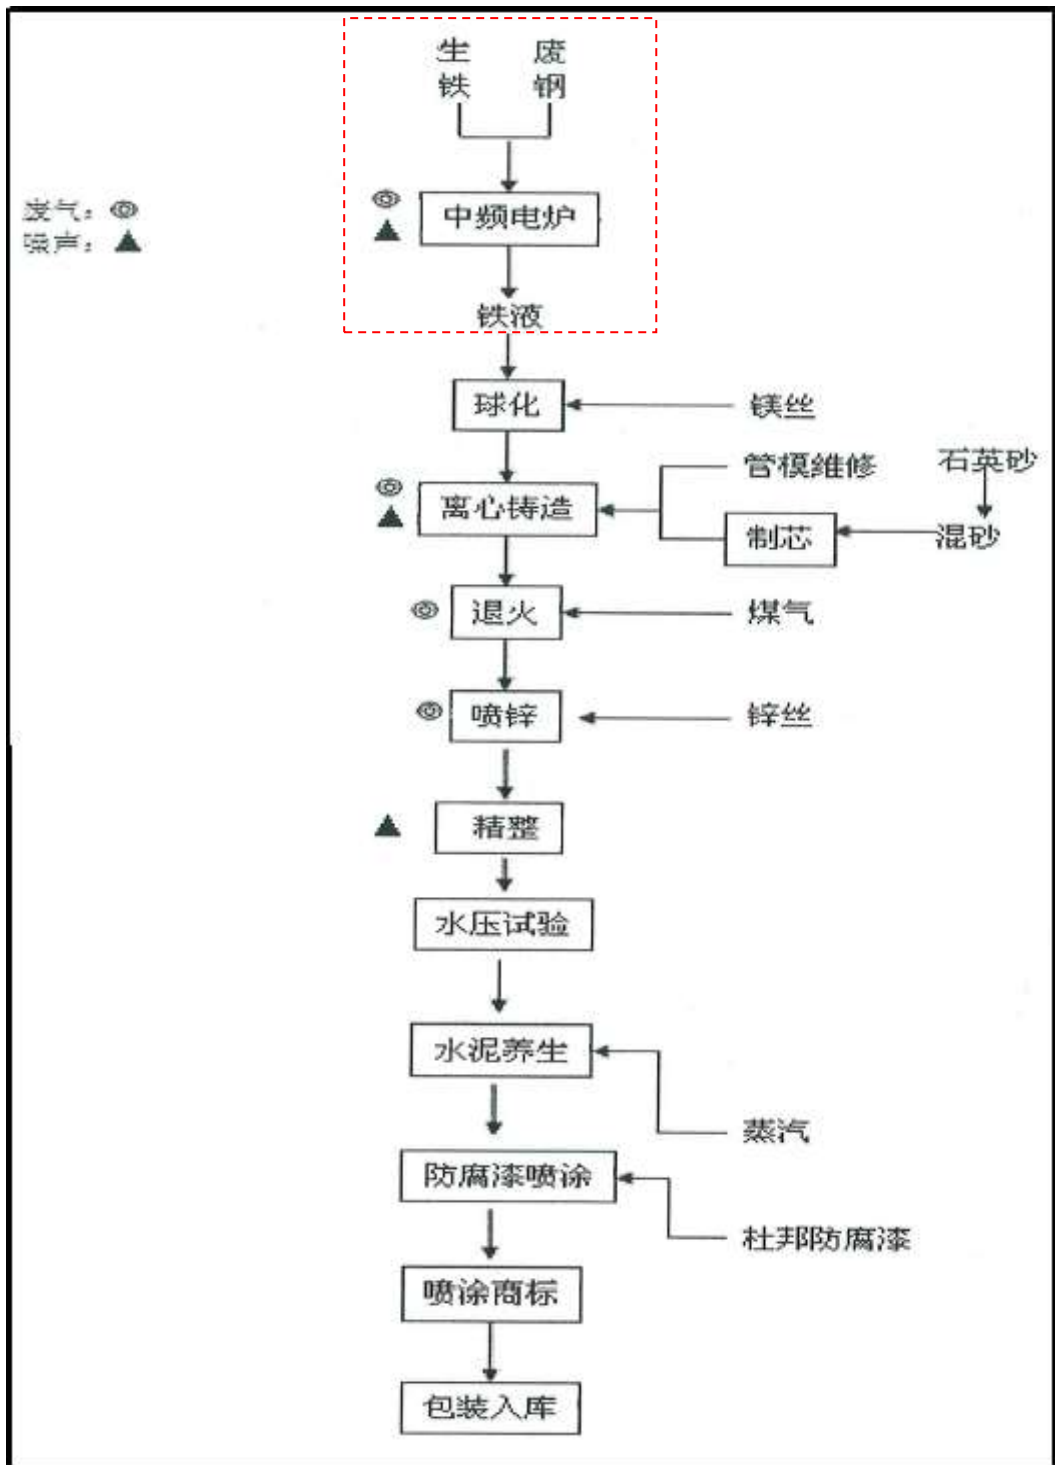 生 废
铁 钢
废气：
噪声：
中频电炉
铁液
球化
镁丝
管模維修
石英砂
离心铸造
制芯
混砂
退火
煤气
喷锌
锌丝
精整
水压试验
水泥养生
蒸汽
防腐漆喷涂
杜邦防腐漆
喷涂商标
包装入库